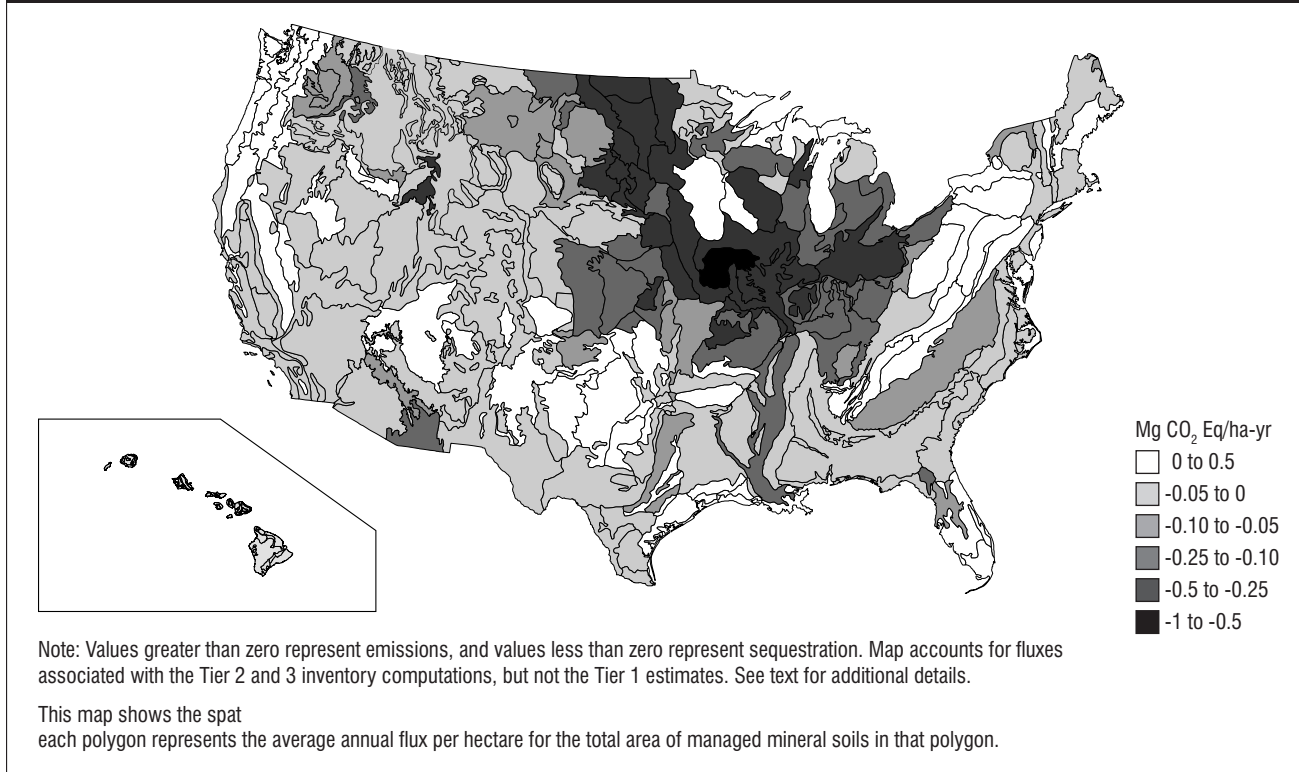 Mg CO₂ Eq/ha-yr
0 to 0.5
-0.05 to 0
-0.10 to -0.05
-0.25 to -0.10
-0.5 to -0.25
-1 to -0.5
Note: Values greater than zero represent emissions, and values less than zero represent sequestration. Map accounts for fluxes
associated with the Tier 2 and 3 inventory computations, but not the Tier 1 estimates. See text for additional details.
This map shows the spat
each polygon represents the average annual flux per hectare for the total area of managed mineral soils in that polygon.